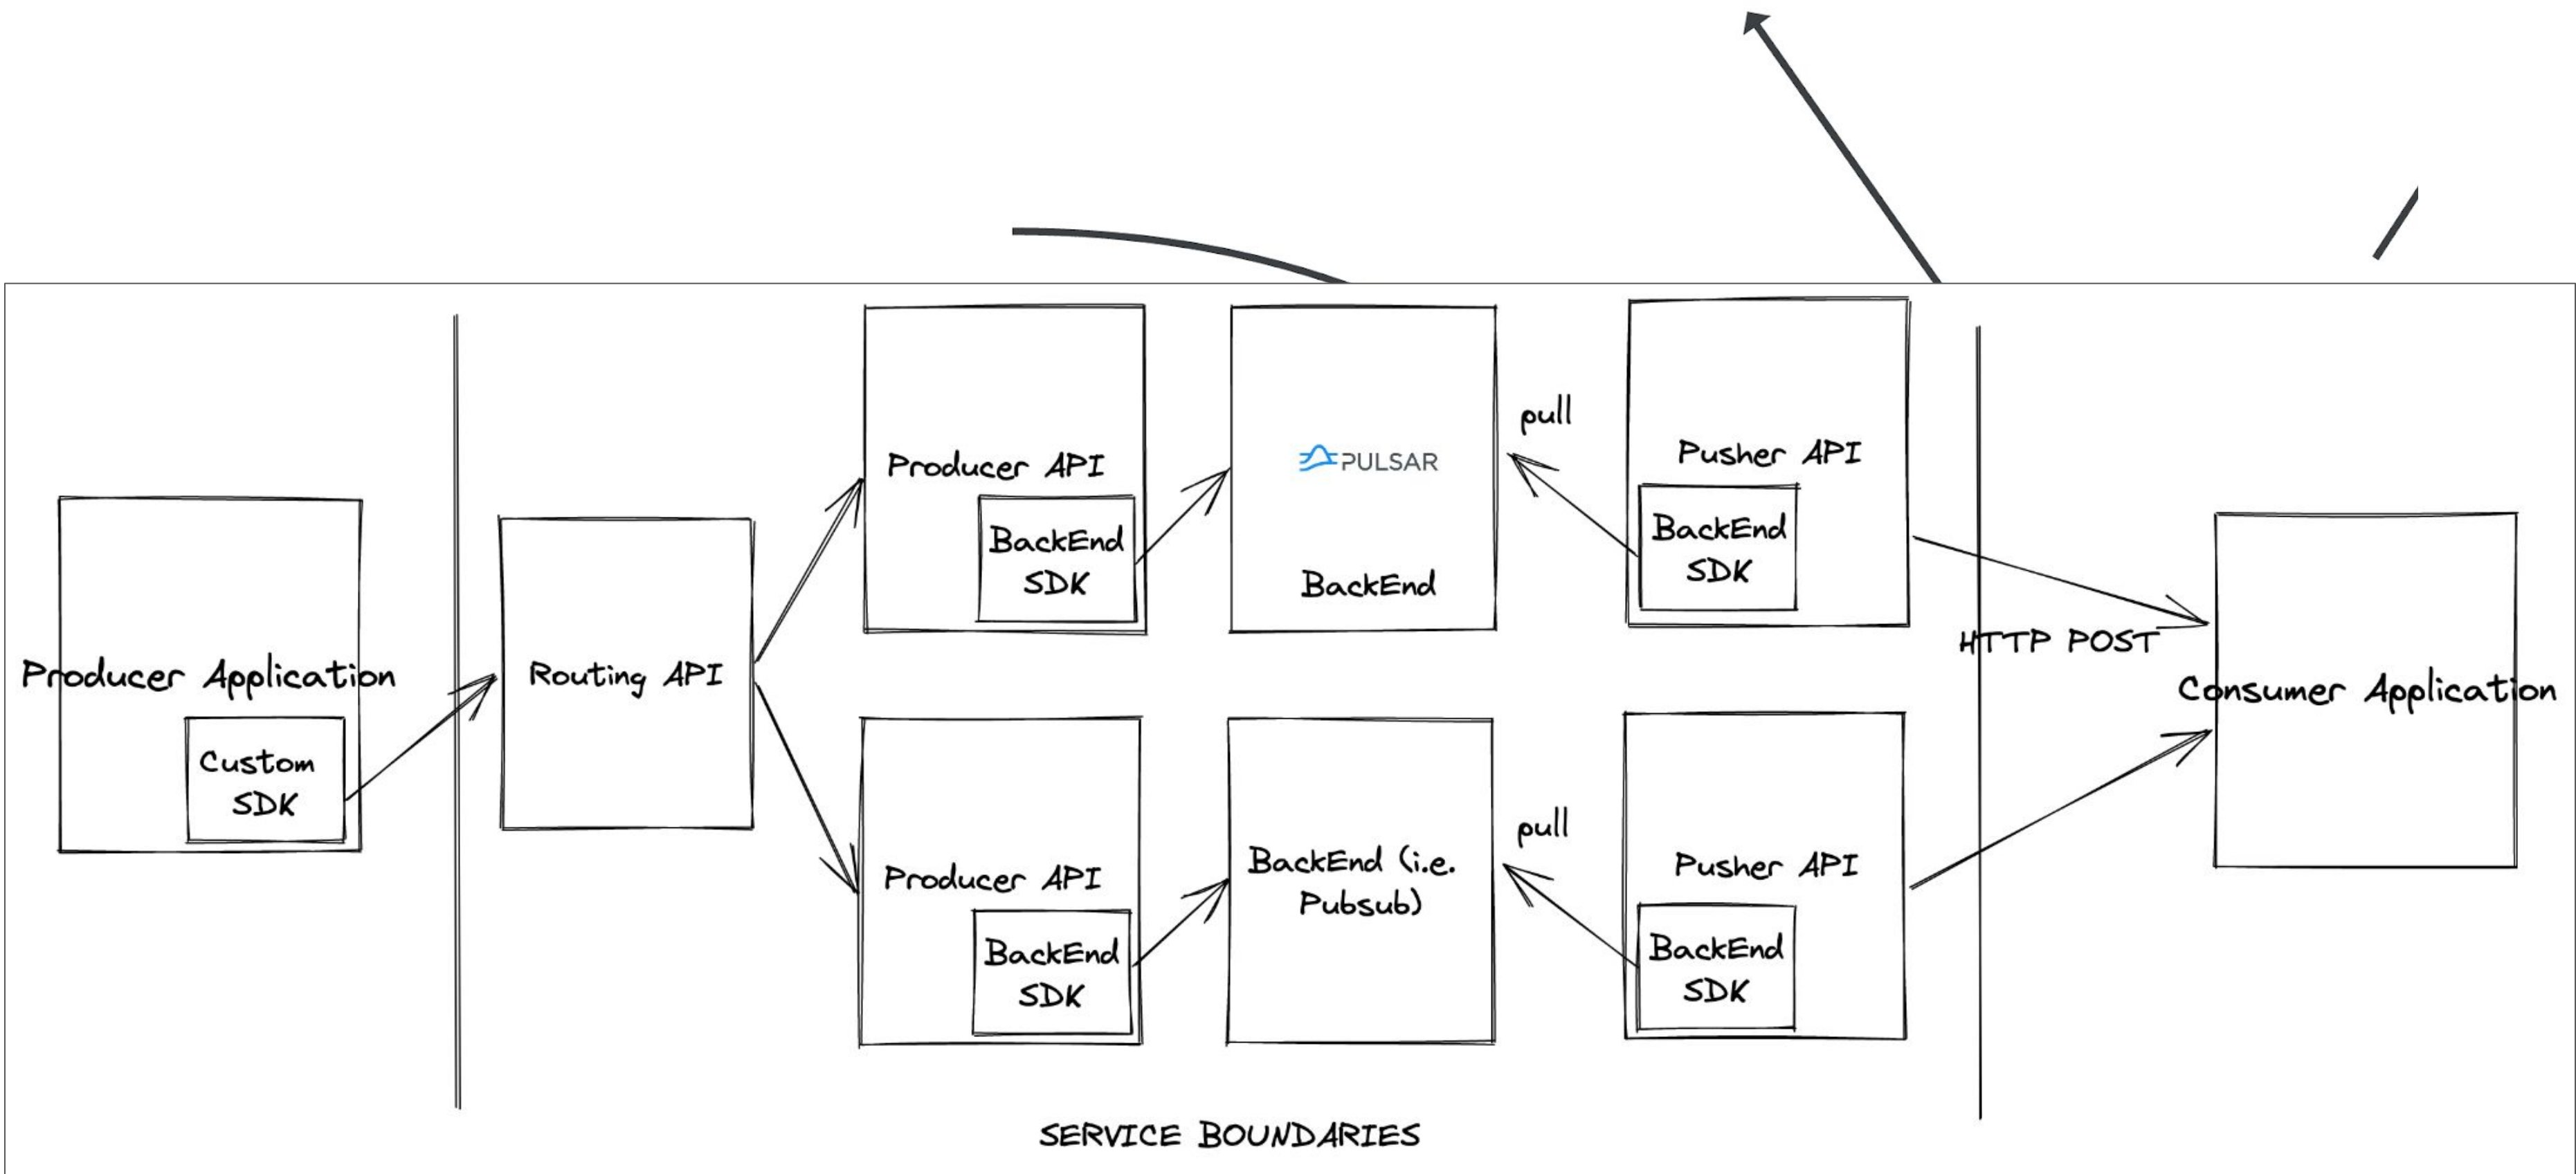 Producer Application
Custom
SDK
Routing API
Producer API
BackEnd
SDK
PULSAR
BackEnd
pull
Pusher API
BackEnd
SDK
Producer API
BackEnd
SDK
BackEnd (i.e.
Pubsub)
pull
Pusher API
BackEnd
SDK
HTTP POST
Consumer Application
SERVICE BOUNDARIES